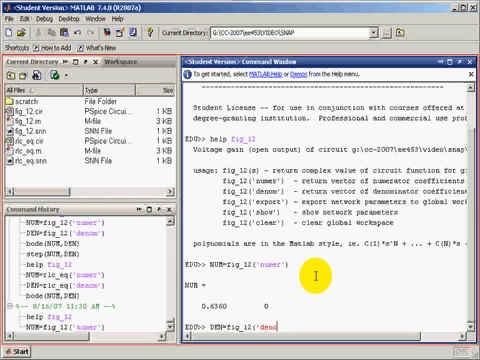 <Student Version> MATLAB 7.4.0 (R2007a)
File Edit Debug Desktop Window Help
Current Directory: G:\CC-2007\ee453\VIDEO\SNAP
Shortcuts How to Add What's New
Current Directory Workspace
All Files Type Size
scratch File Folder
fig_12.cir PSpice Circui... 1 KB
fig_12.m M-file 3 KB
fig_12.snn SNN File 1 KB
rlc_eq.cir PSpice Circui... 1 KB
rlc_eq.m M-file 3 KB
rlc_eq.snn SNN File 1 KB
Command History
NUM=fig_12('numer')
DEN=fig_12('denom')
bode(NUM,DEN)
step(NUM,DEN)
help fig_12
NUM=rlc_eq('numer')
DEN=rlc_eq('denom')
bode(NUM,DEN)
help fig_12
%-- 9/16/07 11:30 AM --%
help fig_12
NUM=fig_12('numer')
<Student Version> Command Window
To get started, select MATLAB Help or Demos from the Help menu.
Student License -- for use in conjunction with courses offered at
degree-granting institution. Professional and commercial use
EDU>> help fig_12
Voltage gain (open output) of circuit g:\cc-2007\ee453\video\snap
usage: fig_12(s) - return complex value of circuit function for
fig_12('numer') - return vector of numerator coefficients
fig_12('denom') - return vector of denominator coefficient
fig_12('export') - export network parameters to global work
fig_12('show') - show network parameters
fig_12('clear') - clear global workspace
polynomials are in the Matlab style, ie. C(1)*s^N + ... + C(N)*s
EDU>> NUM=fig_12('numer')
NUM =
0.6360 0
EDU>> DEN=fig_12('deno
Start
OVR